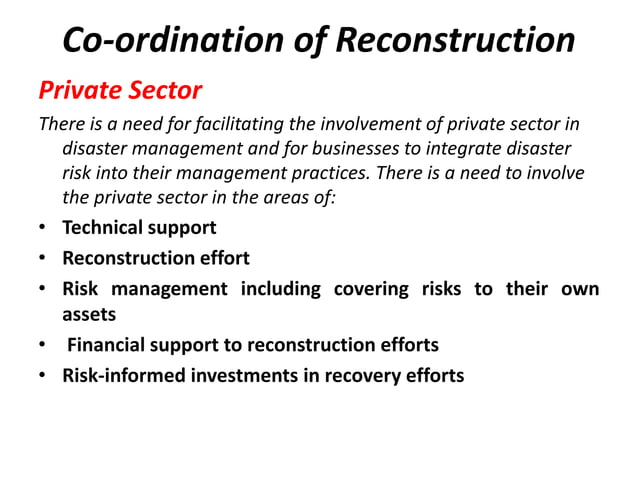 Co-ordination of Reconstruction
Private Sector
There is a need for facilitating the involvement of private sector in
disaster management and for businesses to integrate disaster
risk into their management practices. There is a need to involve
the private sector in the areas of:
• Technical support
• Reconstruction effort
• Risk management including covering risks to their own
assets
• Financial support to reconstruction efforts
• Risk-informed investments in recovery efforts